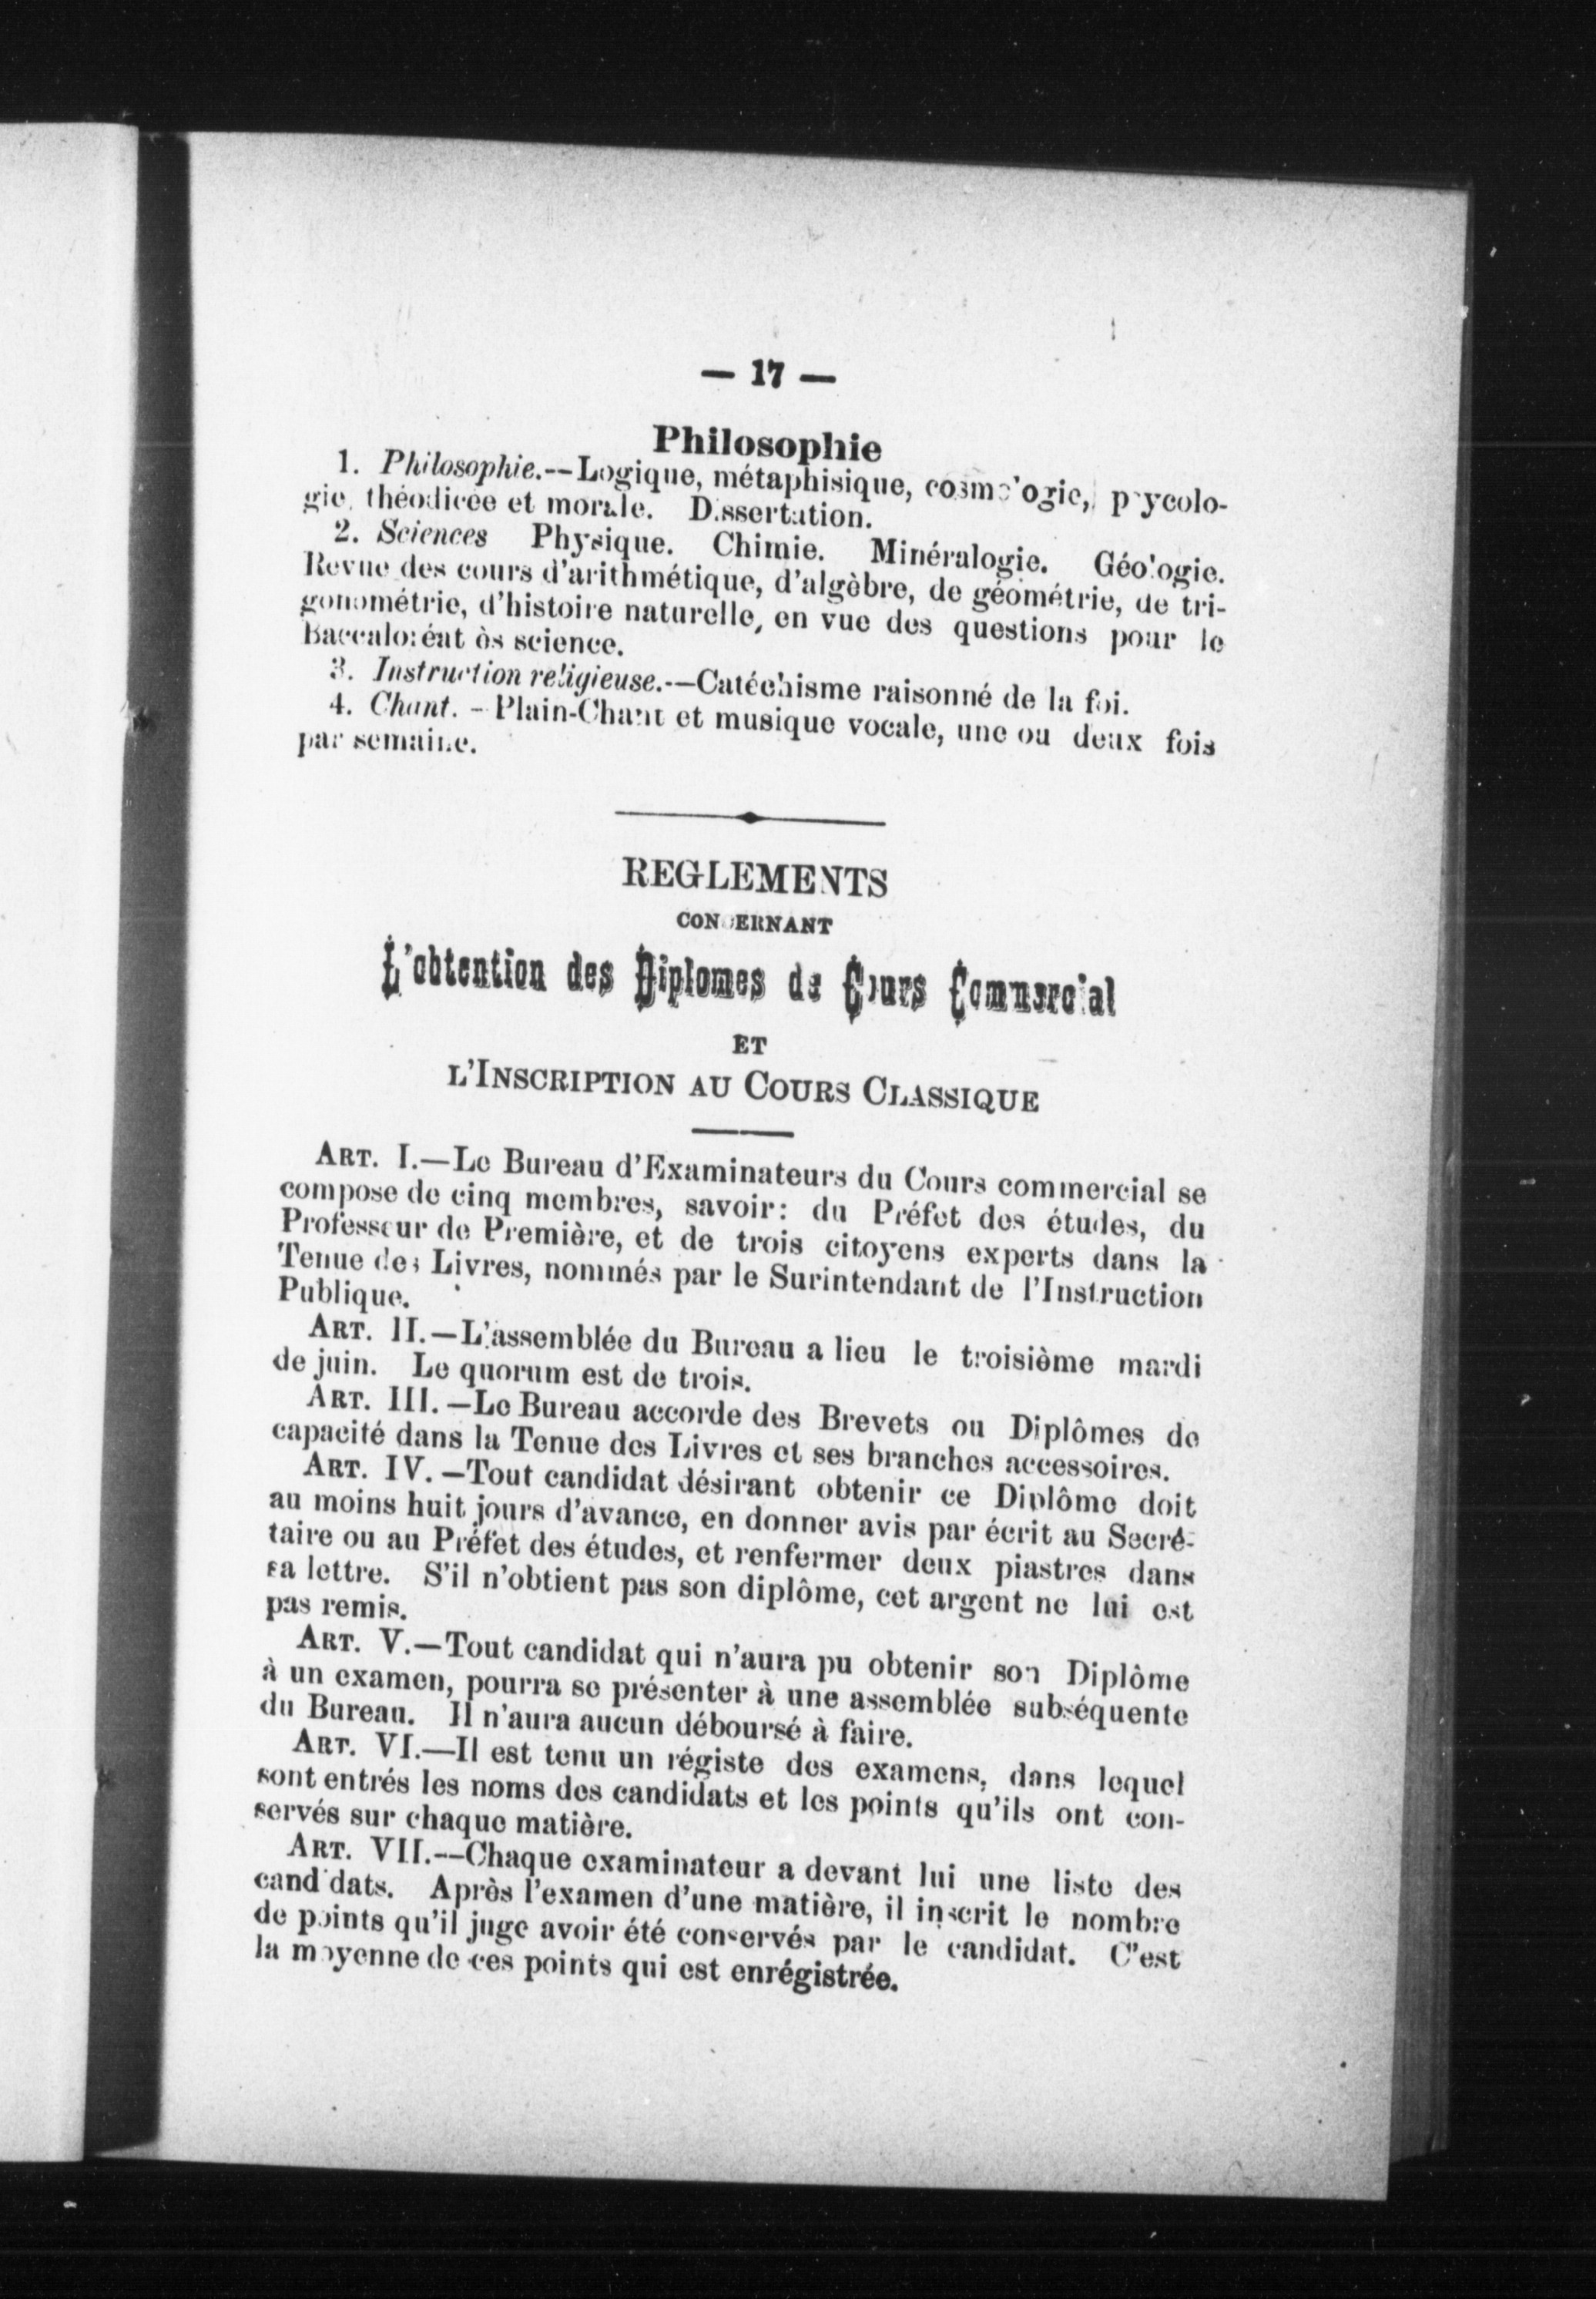 — 17 —
Philosophie
1. Philosophie.--Logique, métaphisique, cosmologie, psycolo-
gie, théodicée et morale. Dissertation.
2. Sciences Physique. Chimie. Minéralogie. Géologie.
Revue des cours d'arithmétique, d'algèbre, de géométrie, de tri-
gonométrie, d'histoire naturelle, en vue des questions pour le
Baccaloréat ès science.
3. Instruction religieuse.--Catéchisme raisonné de la foi.
4. Chant. - Plain-Chant et musique vocale, une ou deux fois
par semaine.
REGLEMENTS
CONCERNANT
L'obtention des Diplomes de Cours Commercial
ET
L'INSCRIPTION AU COURS CLASSIQUE
ART. I.—Le Bureau d'Examinateurs du Cours commercial se
compose de cinq membres, savoir: du Préfet des études, du
Professeur de Première, et de trois citoyens experts dans la
Tenue des Livres, nommés par le Surintendant de l'Instruction
Publique.
ART. II.—L'assemblée du Bureau a lieu le troisième mardi
de juin. Le quorum est de trois.
ART. III.—Le Bureau accorde des Brevets ou Diplômes de
capacité dans la Tenue des Livres et ses branches accessoires.
ART. IV.—Tout candidat désirant obtenir ce Diplôme doit
au moins huit jours d'avance, en donner avis par écrit au Secré-
taire ou au Préfet des études, et renfermer deux piastres dans
sa lettre. S'il n'obtient pas son diplôme, cet argent ne lui est
pas remis.
ART. V.—Tout candidat qui n'aura pu obtenir son Diplôme
à un examen, pourra se présenter à une assemblée subséquente
du Bureau. Il n'aura aucun déboursé à faire.
ART. VI.—Il est tenu un régiste des examens, dans lequel
sont entrés les noms des candidats et les points qu'ils ont con-
servés sur chaque matière.
ART. VII.--Chaque examinateur a devant lui une liste des
candidats. Après l'examen d'une matière, il inscrit le nombre
de points qu'il juge avoir été conservés par le candidat. C'est
la moyenne de ces points qui est enrégistrée.